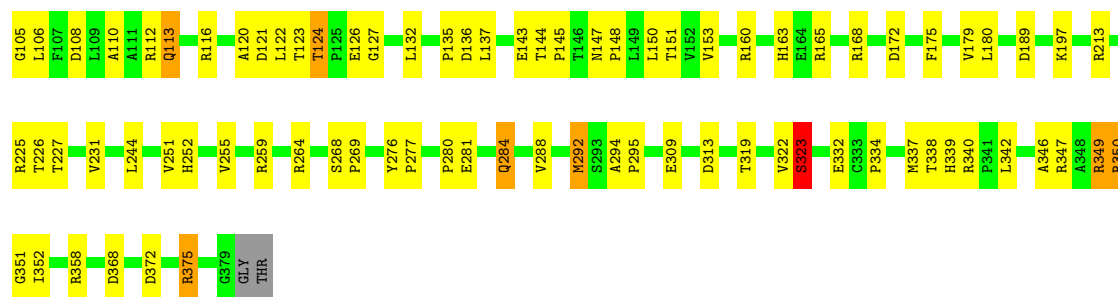 G105 L106 F107 D108 L109 A110 A111 R112 Q113 R116 A120 D121 L122 T123 T124 P125 E126 G127 L132 P135 D136 L137 E143 T144 P145 T146 N147 P148 L149 L150 T151 V152 V153 R160 H163 E164 R165 R168 D172 F175 V179 L180 D189 K197 R213
R225 T226 T227 V231 L244 V251 H252 V255 R259 R264 S268 P269 Y276 P277 P280 E281 Q284 V288 M292 S293 A294 P295 E309 D313 T319 V322 S323 E332 C333 P334 M337 T338 H339 R340 P341 L342 A346 R347 A348 R349
G351 I352 R358 D368 D372 R375 G379 GLY THR